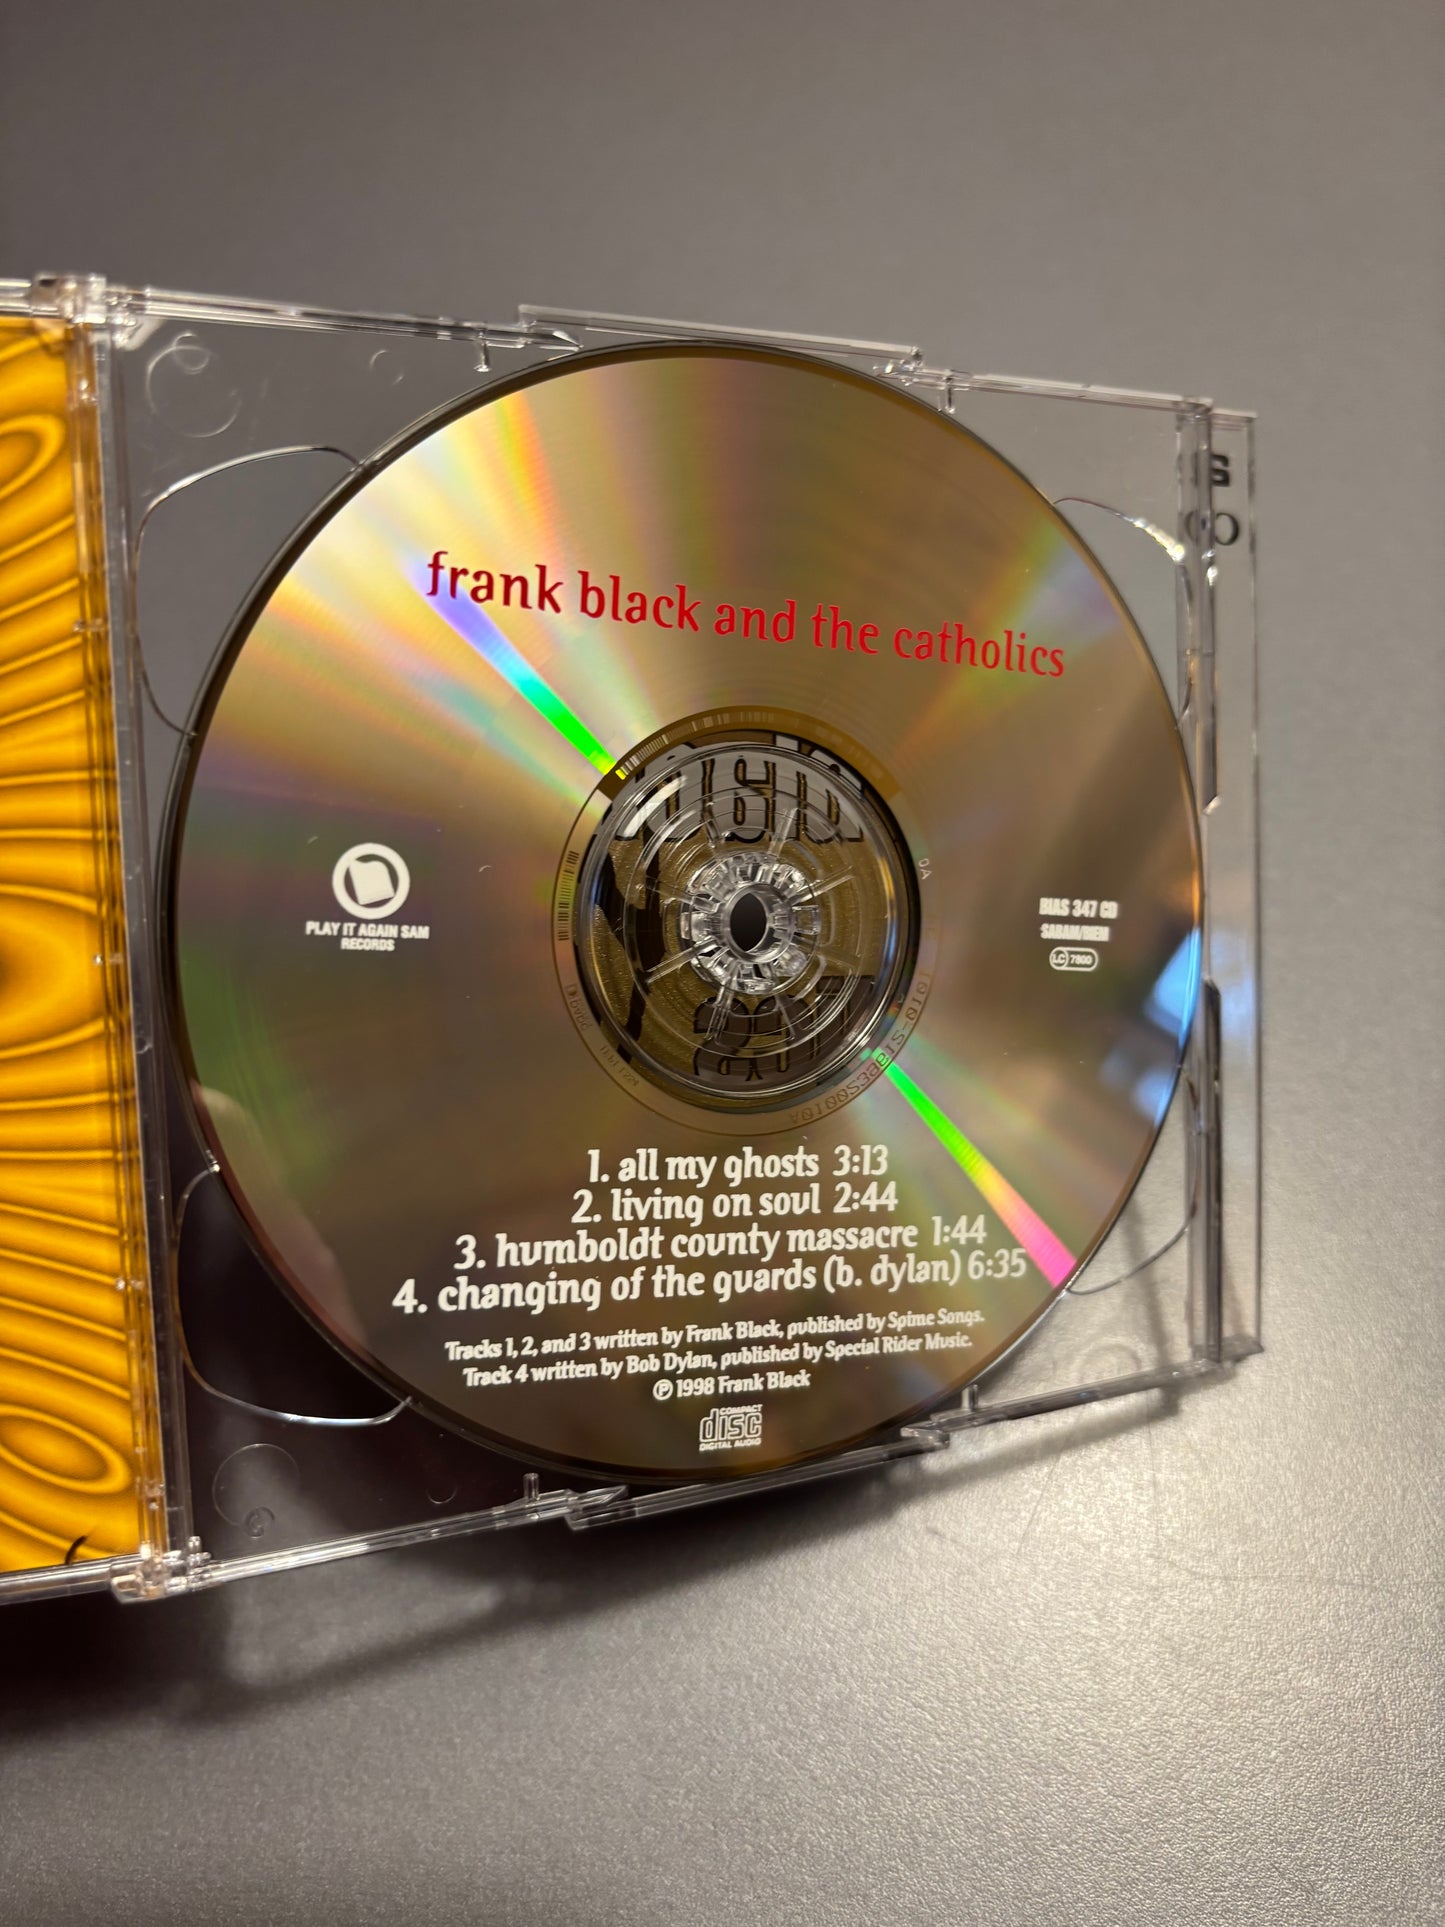 frank black and the catholics
PLAY IT AGAIN SAM
RECORDS
BIAS 347 CD
SABAM/BIEM
LC 7800
1. all my ghosts 3:13
2. living on soul 2:44
3. humboldt county massacre 1:44
4. changing of the guards (b. dylan) 6:35
Tracks 1, 2, and 3 written by Frank Black, published by Spime Songs.
Track 4 written by Bob Dylan, published by Special Rider Music.
℗ 1998 Frank Black
COMPACT
disc
DIGITAL AUDIO